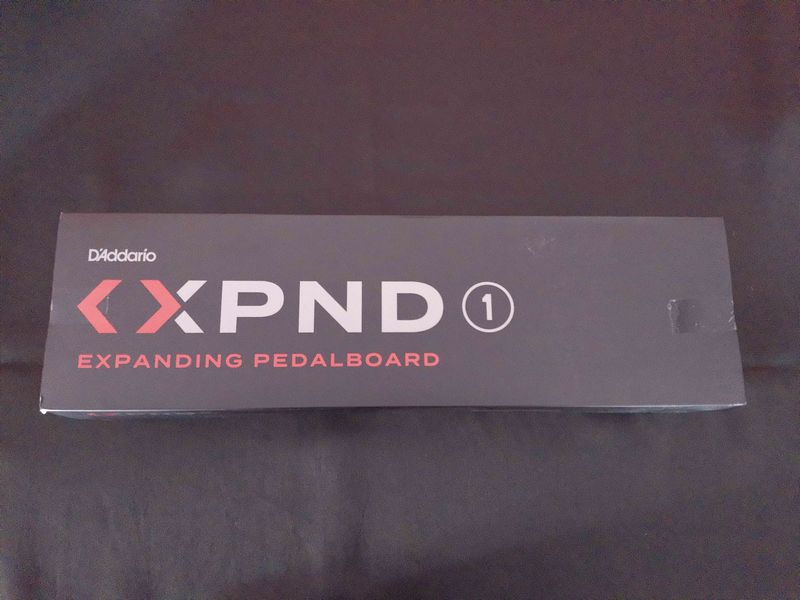 D'Addario
XPND 1
EXPANDING PEDALBOARD